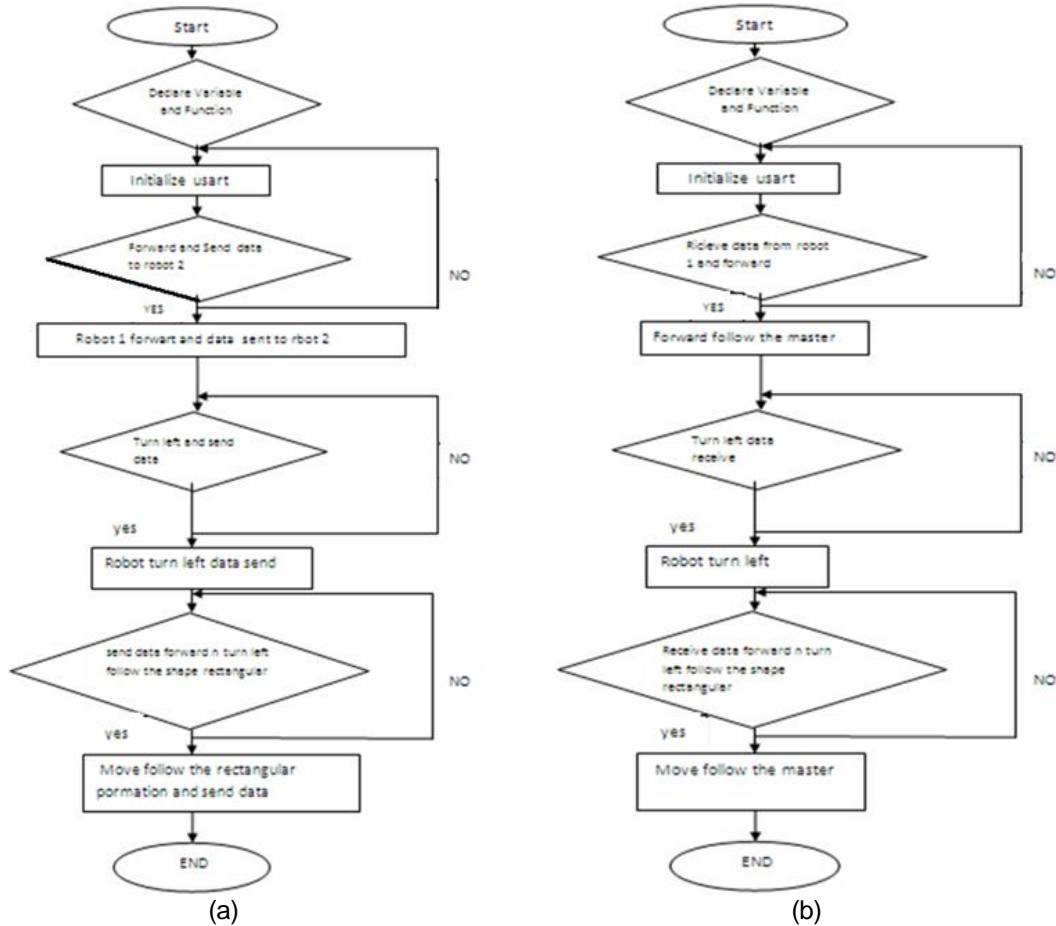 Start
Declare Variable
and Function
Initialize usart
Forward and Send data
to robot 2
NO
YES
Robot 1 forwart and data sent to rbot 2
Turn left and send
data
NO
yes
Robot turn left data send
send data forward n turn left
follow the shape rectangular
NO
yes
Move follow the rectangular
pormation and send data
END
(a)
Start
Declare Variable
and Function
Initialize usart
Ricieve data from robot
1 and forward
NO
YES
Forward follow the master
Turn left data
receive
NO
yes
Robot turn left
Receive data forward n turn
left follow the shape
rectangular
NO
yes
Move follow the master
END
(b)